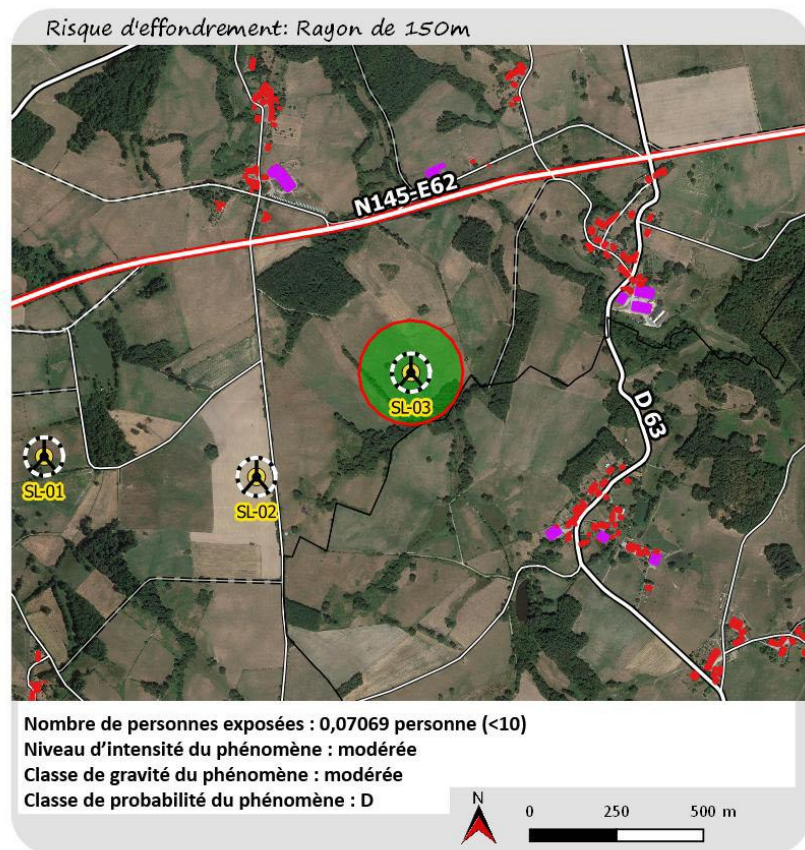 Risque d'effondrement: Rayon de 150m
N145-E62
SL-03
D 63
SL-01
SL-02
Nombre de personnes exposées : 0,07069 personne (<10)
Niveau d'intensité du phénomène : modérée
Classe de gravité du phénomène : modérée
Classe de probabilité du phénomène : D
N
0 250 500 m